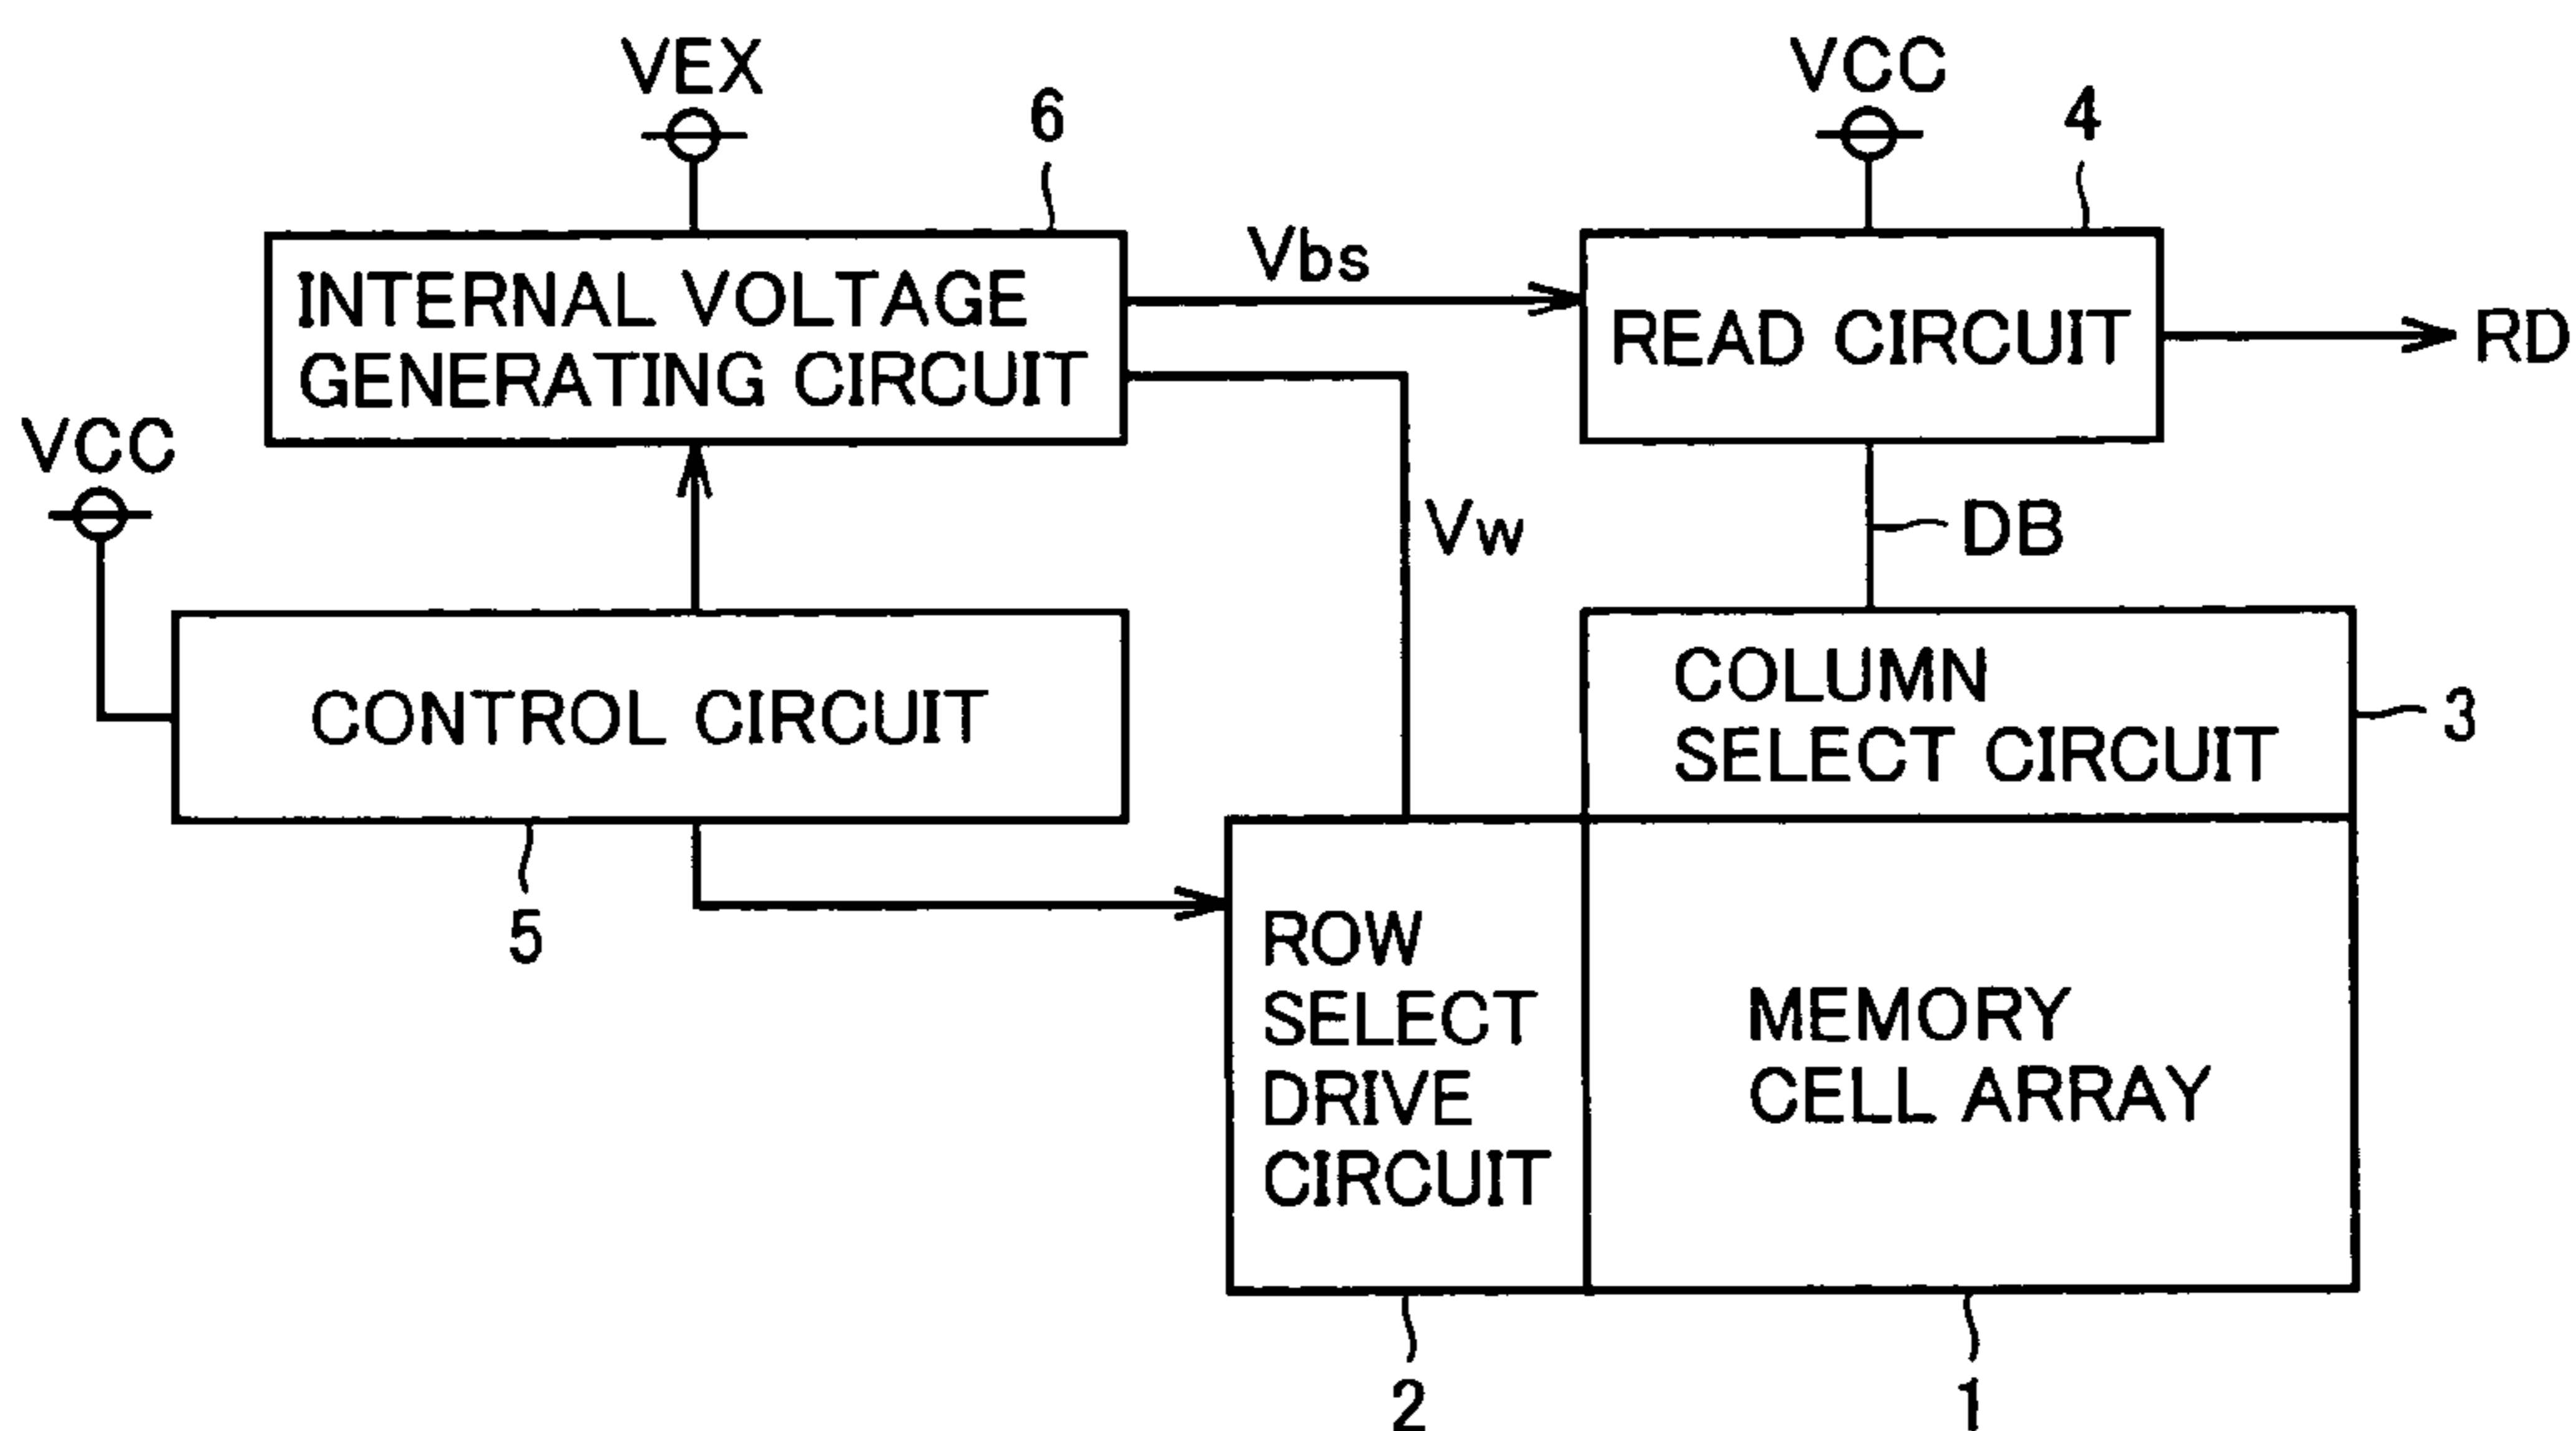 VEX
6
VCC
4
INTERNAL VOLTAGE
GENERATING CIRCUIT
Vbs
READ CIRCUIT
RD
VCC
Vw
DB
CONTROL CIRCUIT
5
COLUMN
SELECT CIRCUIT
3
ROW
SELECT
DRIVE
CIRCUIT
MEMORY
CELL ARRAY
2
1